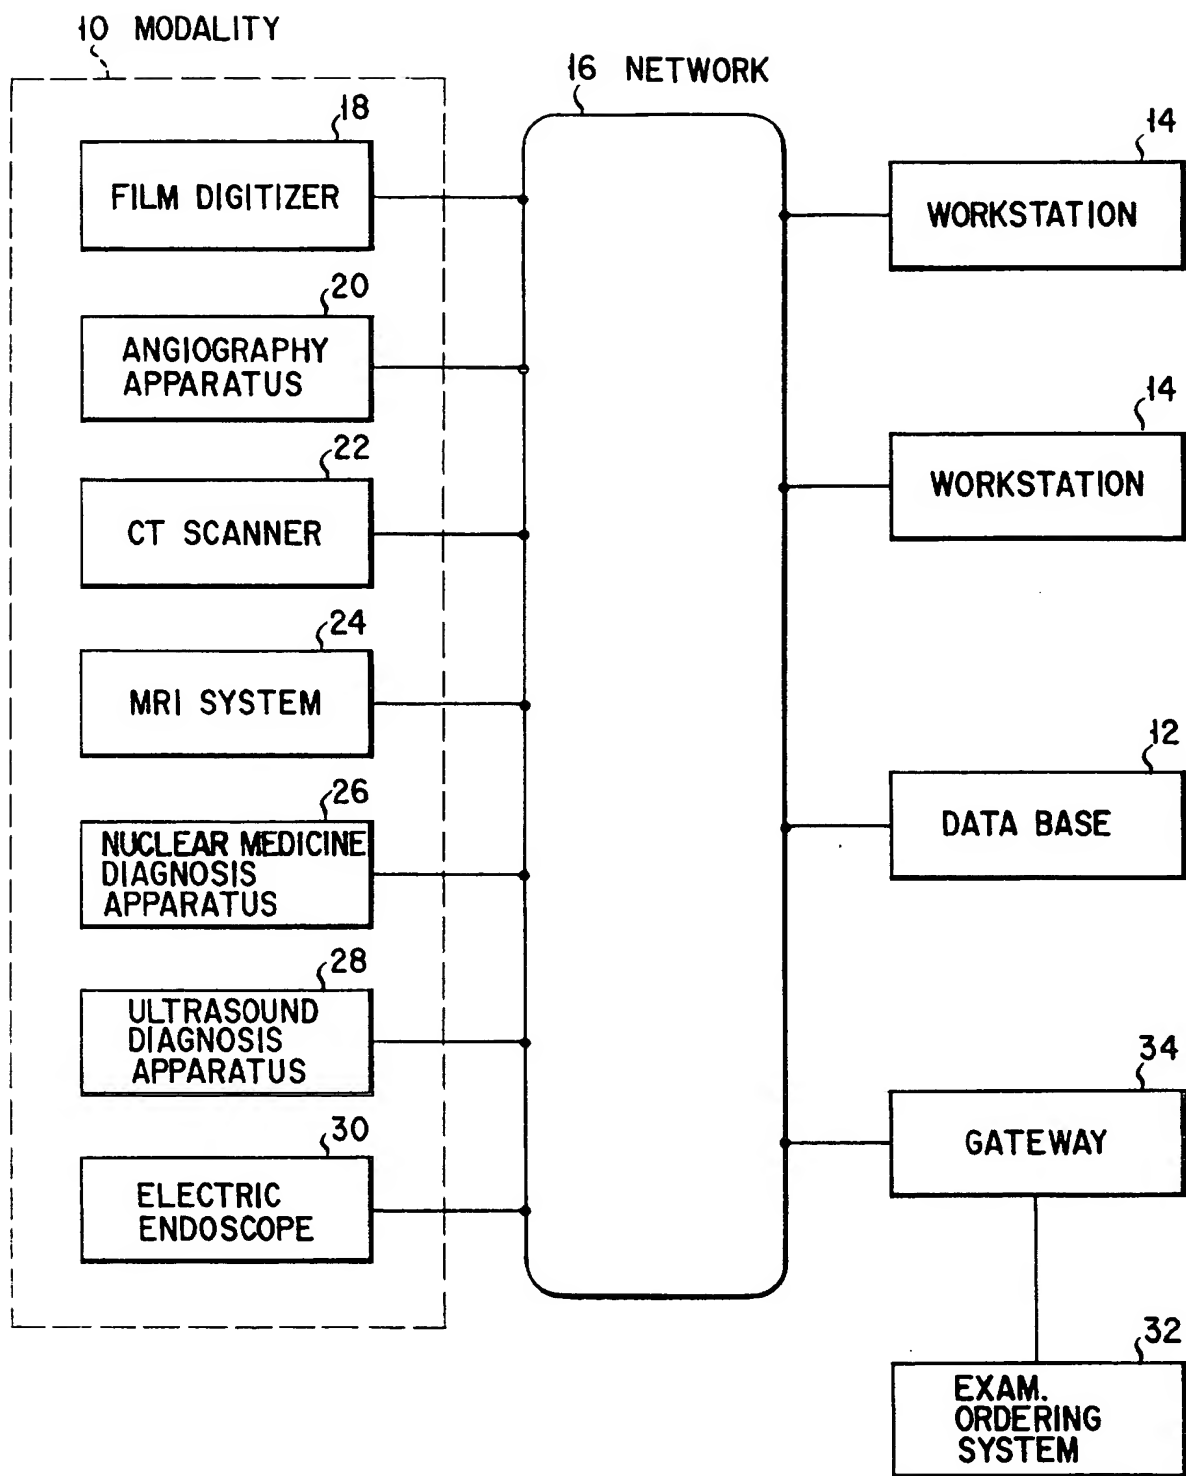 10 MODALITY
16 NETWORK
18
FILM DIGITIZER
20
ANGIOGRAPHY
APPARATUS
22
CT SCANNER
24
MRI SYSTEM
26
NUCLEAR MEDICINE
DIAGNOSIS
APPARATUS
28
ULTRASOUND
DIAGNOSIS
APPARATUS
30
ELECTRIC
ENDOSCOPE
14
WORKSTATION
14
WORKSTATION
12
DATA BASE
34
GATEWAY
32
EXAM.
ORDERING
SYSTEM